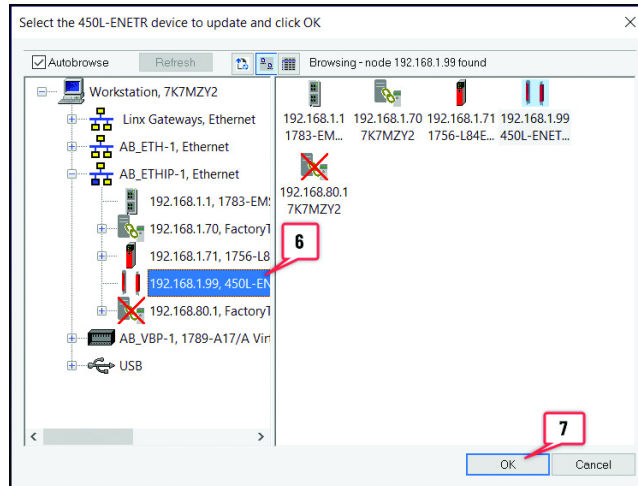 Select the 450L-ENETR device to update and click OK
Autobrowse
Refresh
Browsing - node 192.168.1.99 found
Workstation, 7K7MZY2
Linx Gateways, Ethernet
AB_ETH-1, Ethernet
AB_ETHIP-1, Ethernet
192.168.1.1, 1783-EMS
192.168.1.70, FactoryT
192.168.1.71, 1756-L8
192.168.1.99, 450L-EN
192.168.80.1, FactoryT
AB_VBP-1, 1789-A17/A Virt
USB
192.168.1.1
1783-EM...
192.168.1.70
7K7MZY2
192.168.1.71
1756-L84E...
192.168.1.99
450L-ENET...
192.168.80.1
7K7MZY2
6
7
OK
Cancel